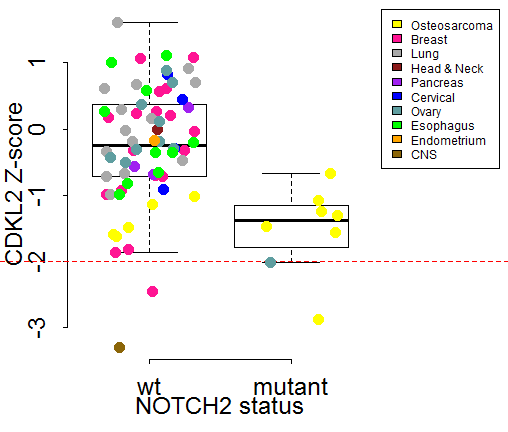 CDKL2 Z-score
1
0
-1
-2
-3
wt
mutant
NOTCH2 status
Osteosarcoma
Breast
Lung
Head & Neck
Pancreas
Cervical
Ovary
Esophagus
Endometrium
CNS